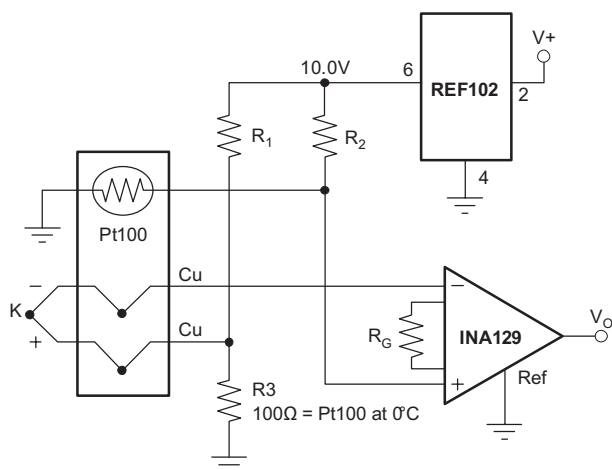 V+
10.0V
6
REF102
2
R1
R2
4
Pt100
Cu
−
K
Cu
+
−
RG
INA129
VO
+
Ref
R3
100Ω = Pt100 at 0°C